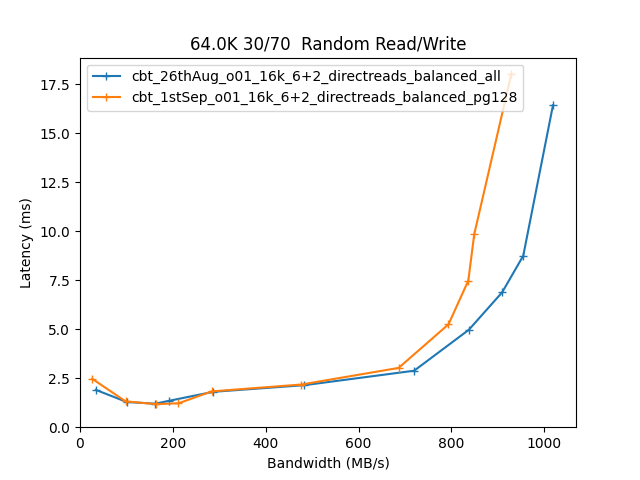 64.0K 30/70  Random Read/Write
cbt_26thAug_o01_16k_6+2_directreads_balanced_all
cbt_1stSep_o01_16k_6+2_directreads_balanced_pg128
Latency (ms)
17.5
15.0
12.5
10.0
7.5
5.0
2.5
0.0
0 200 400 600 800 1000
Bandwidth (MB/s)